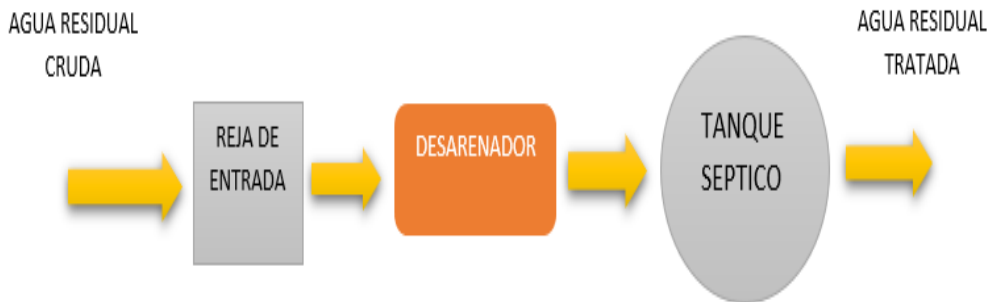 AGUA RESIDUAL
CRUDA
REJA DE
ENTRADA
DESARENADOR
TANQUE
SEPTICO
AGUA RESIDUAL
TRATADA